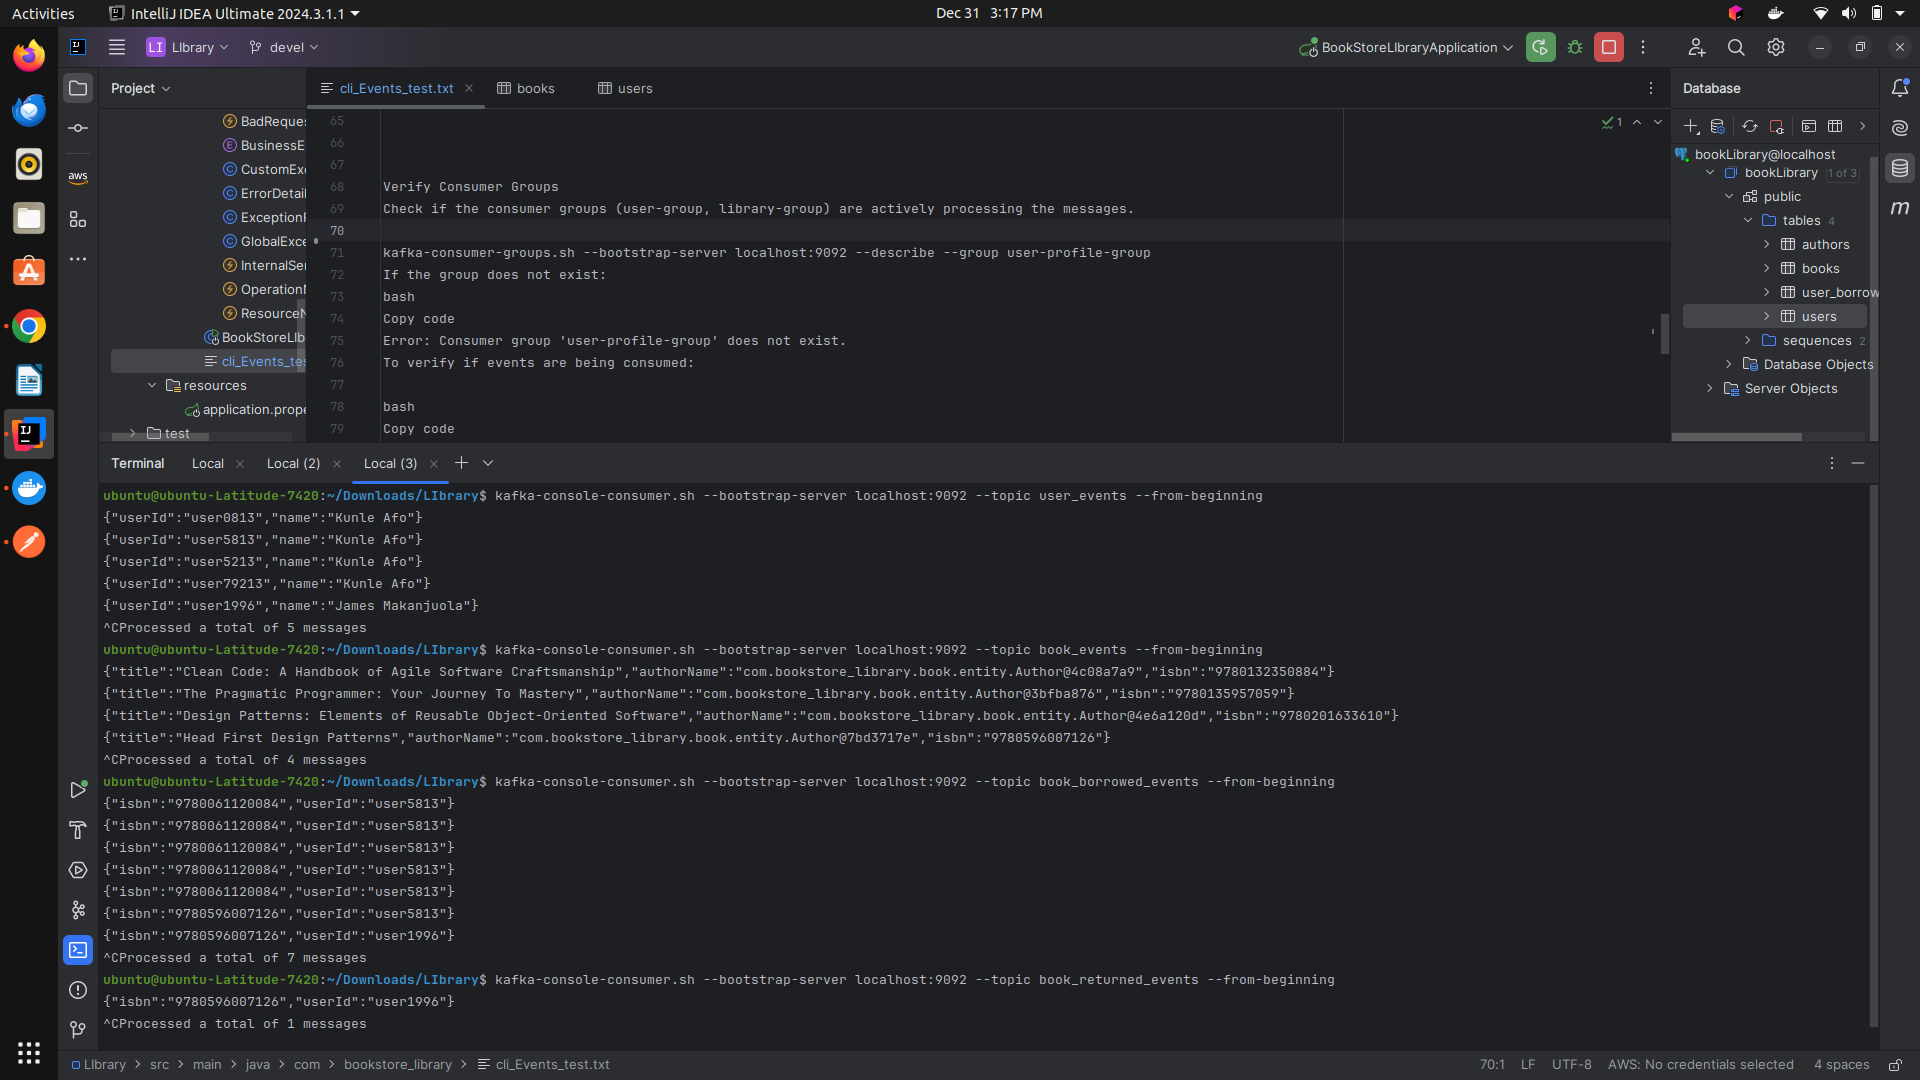 Activities
IntelliJ IDEA Ultimate 2024.3.1.1
Dec 31 3:17 PM
LI
LIbrary
devel
BookStoreLIbraryApplication
Project
cli_Events_test.txt
books
users
Database
aws
BadReques
BusinessE
CustomExc
ErrorDetail
ExceptionR
GlobalExce
InternalSer
OperationN
ResourceN
BookStoreLIb
cli_Events_tes
resources
application.prope
test
65
66
67
68 Verify Consumer Groups
69 Check if the consumer groups (user-group, library-group) are actively processing the messages.
70
71 kafka-consumer-groups.sh --bootstrap-server localhost:9092 --describe --group user-profile-group
72 If the group does not exist:
73 bash
74 Copy code
75 Error: Consumer group 'user-profile-group' does not exist.
76 To verify if events are being consumed:
77
78 bash
79 Copy code
1
bookLibrary@localhost
bookLibrary 1 of 3
public
tables 4
authors
books
user_borrow
users
sequences 2
Database Objects
Server Objects
m
Terminal
Local
Local (2)
Local (3)
ubuntu@ubuntu-Latitude-7420:~/Downloads/LIbrary$ kafka-console-consumer.sh --bootstrap-server localhost:9092 --topic user_events --from-beginning
{"userId":"user0813","name":"Kunle Afo"}
{"userId":"user5813","name":"Kunle Afo"}
{"userId":"user5213","name":"Kunle Afo"}
{"userId":"user79213","name":"Kunle Afo"}
{"userId":"user1996","name":"James Makanjuola"}
^CProcessed a total of 5 messages
ubuntu@ubuntu-Latitude-7420:~/Downloads/LIbrary$ kafka-console-consumer.sh --bootstrap-server localhost:9092 --topic book_events --from-beginning
{"title":"Clean Code: A Handbook of Agile Software Craftsmanship","authorName":"com.bookstore_library.book.entity.Author@4c08a7a9","isbn":"9780132350884"}
{"title":"The Pragmatic Programmer: Your Journey To Mastery","authorName":"com.bookstore_library.book.entity.Author@3bfba876","isbn":"9780135957059"}
{"title":"Design Patterns: Elements of Reusable Object-Oriented Software","authorName":"com.bookstore_library.book.entity.Author@4e6a120d","isbn":"9780201633610"}
{"title":"Head First Design Patterns","authorName":"com.bookstore_library.book.entity.Author@7bd3717e","isbn":"9780596007126"}
^CProcessed a total of 4 messages
ubuntu@ubuntu-Latitude-7420:~/Downloads/LIbrary$ kafka-console-consumer.sh --bootstrap-server localhost:9092 --topic book_borrowed_events --from-beginning
{"isbn":"9780061120084","userId":"user5813"}
{"isbn":"9780061120084","userId":"user5813"}
{"isbn":"9780061120084","userId":"user5813"}
{"isbn":"9780061120084","userId":"user5813"}
{"isbn":"9780061120084","userId":"user5813"}
{"isbn":"9780596007126","userId":"user5813"}
{"isbn":"9780596007126","userId":"user1996"}
^CProcessed a total of 7 messages
ubuntu@ubuntu-Latitude-7420:~/Downloads/LIbrary$ kafka-console-consumer.sh --bootstrap-server localhost:9092 --topic book_returned_events --from-beginning
{"isbn":"9780596007126","userId":"user1996"}
^CProcessed a total of 1 messages
LIbrary > src > main > java > com > bookstore_library > cli_Events_test.txt
70:1 LF UTF-8 AWS: No credentials selected 4 spaces